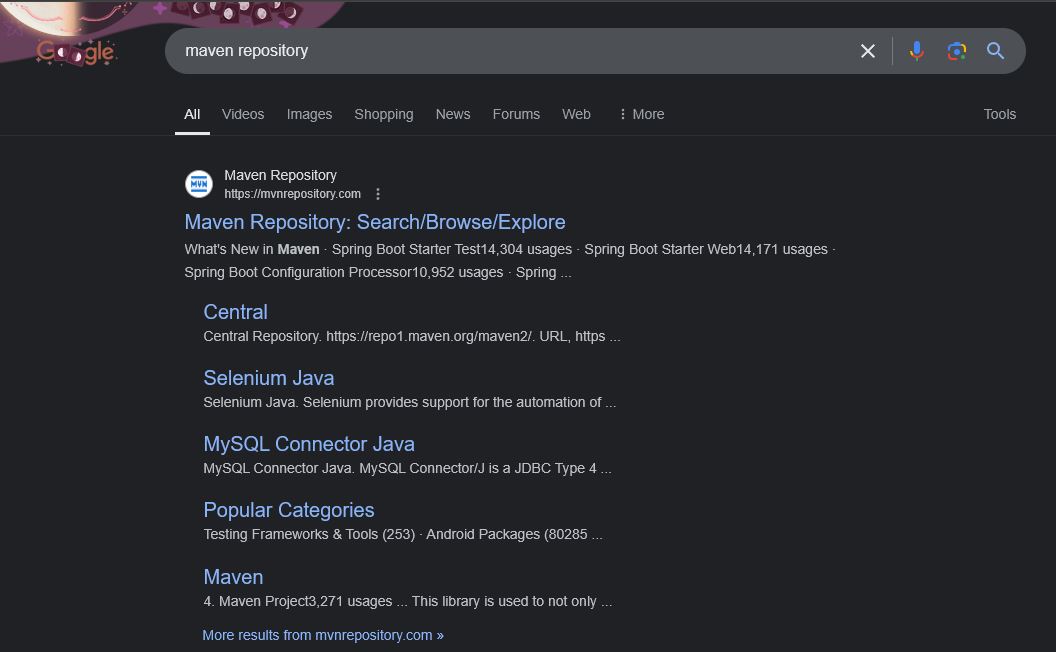 Google
maven repository
All Videos Images Shopping News Forums Web More Tools
MVN
Maven Repository
https://mvnrepository.com
Maven Repository: Search/Browse/Explore
What's New in Maven · Spring Boot Starter Test14,304 usages · Spring Boot Starter Web14,171 usages ·
Spring Boot Configuration Processor10,952 usages · Spring ...
Central
Central Repository. https://repo1.maven.org/maven2/. URL, https ...
Selenium Java
Selenium Java. Selenium provides support for the automation of ...
MySQL Connector Java
MySQL Connector Java. MySQL Connector/J is a JDBC Type 4 ...
Popular Categories
Testing Frameworks & Tools (253) · Android Packages (80285 ...
Maven
4. Maven Project3,271 usages ... This library is used to not only ...
More results from mvnrepository.com »